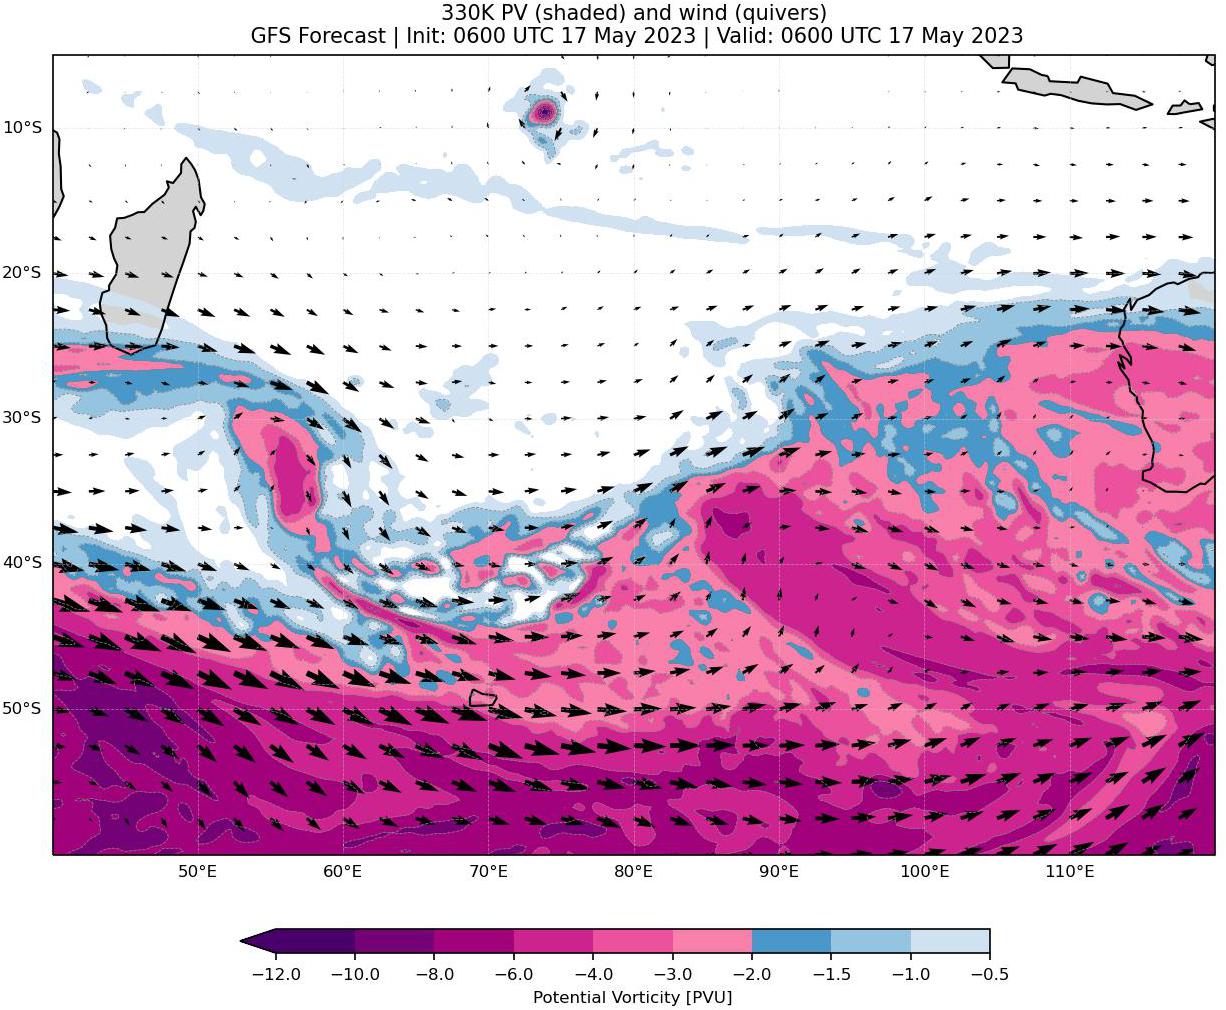 330K PV (shaded) and wind (quivers)
GFS Forecast | Init: 0600 UTC 17 May 2023 | Valid: 0600 UTC 17 May 2023
10°S
20°S
30°S
40°S
50°S
50°E 60°E 70°E 80°E 90°E 100°E 110°E
−12.0 −10.0 −8.0 −6.0 −4.0 −3.0 −2.0 −1.5 −1.0 −0.5
Potential Vorticity [PVU]